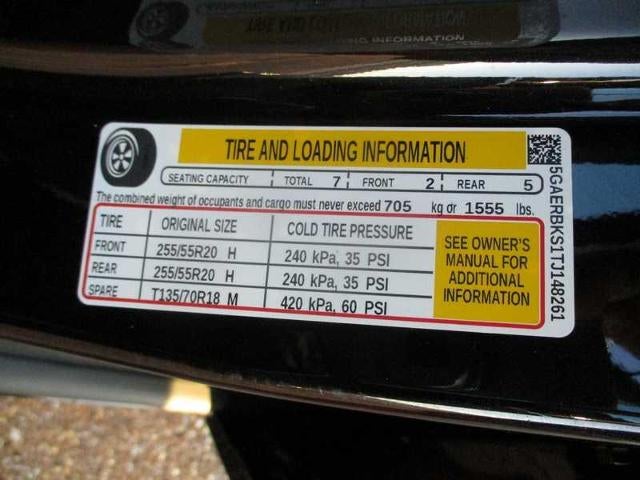 TIRE AND LOADING INFORMATION
SEATING CAPACITY TOTAL 7 FRONT 2 REAR 5
The combined weight of occupants and cargo must never exceed 705 kg or 1555 lbs.
TIRE ORIGINAL SIZE COLD TIRE PRESSURE
FRONT 255/55R20 H 240 kPa, 35 PSI
REAR 255/55R20 H 240 kPa, 35 PSI
SPARE T135/70R18 M 420 kPa, 60 PSI
SEE OWNER'S
MANUAL FOR
ADDITIONAL
INFORMATION
5GAERBKS1TJ148261